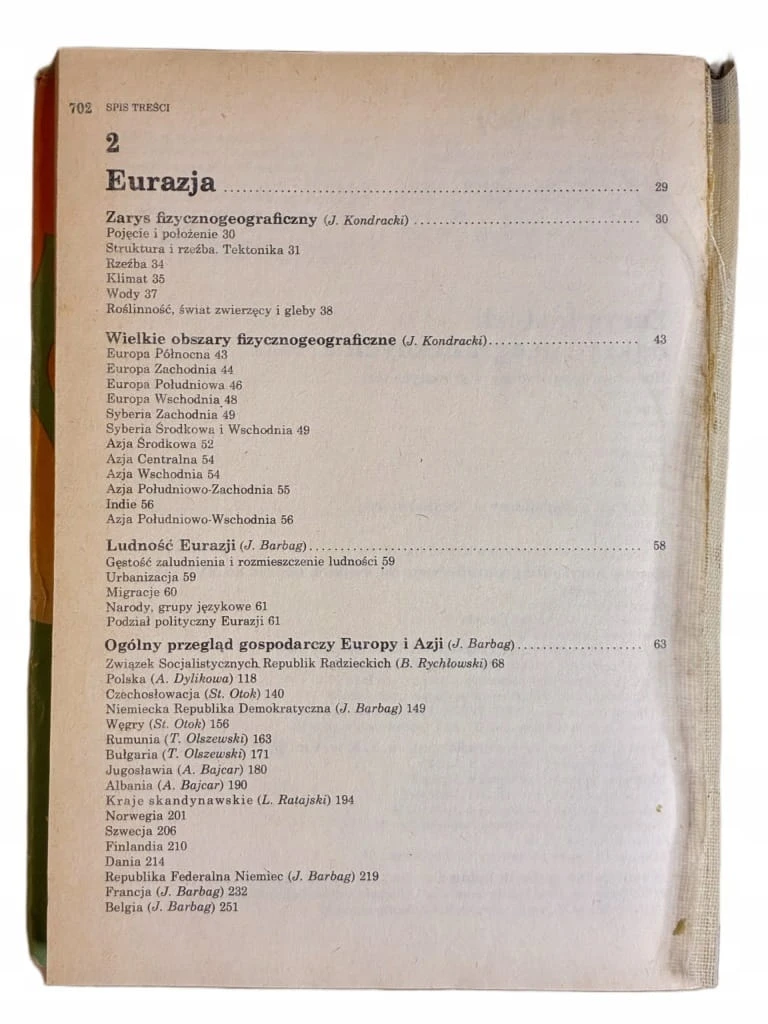 702 SPIS TREŚCI
2
Eurazja ........................................ 29
Zarys fizycznogeograficzny (J. Kondracki) ........................................ 30
Pojęcie i położenie 30
Struktura i rzeźba. Tektonika 31
Rzeźba 34
Klimat 35
Wody 37
Roślinność, świat zwierzęcy i gleby 38
Wielkie obszary fizycznogeograficzne (J. Kondracki) ........................................ 43
Europa Północna 43
Europa Zachodnia 44
Europa Południowa 46
Europa Wschodnia 48
Syberia Zachodnia 49
Syberia Środkowa i Wschodnia 49
Azja Środkowa 52
Azja Centralna 54
Azja Wschodnia 54
Azja Południowo-Zachodnia 55
Indie 56
Azja Południowo-Wschodnia 56
Ludność Eurazji (J. Barbag) ........................................ 58
Gęstość zaludnienia i rozmieszczenie ludności 59
Urbanizacja 59
Migracje 60
Narody, grupy językowe 61
Podział polityczny Eurazji 61
Ogólny przegląd gospodarczy Europy i Azji (J. Barbag) ........................................ 63
Związek Socjalistycznych Republik Radzieckich (B. Rychłowski) 68
Polska (A. Dylikowa) 118
Czechosłowacja (St. Otok) 140
Niemiecka Republika Demokratyczna (J. Barbag) 149
Węgry (St. Otok) 156
Rumunia (T. Olszewski) 163
Bułgaria (T. Olszewski) 171
Jugosławia (A. Bajcar) 180
Albania (A. Bajcar) 190
Kraje skandynawskie (L. Ratajski) 194
Norwegia 201
Szwecja 206
Finlandia 210
Dania 214
Republika Federalna Niemiec (J. Barbag) 219
Francja (J. Barbag) 232
Belgia (J. Barbag) 251